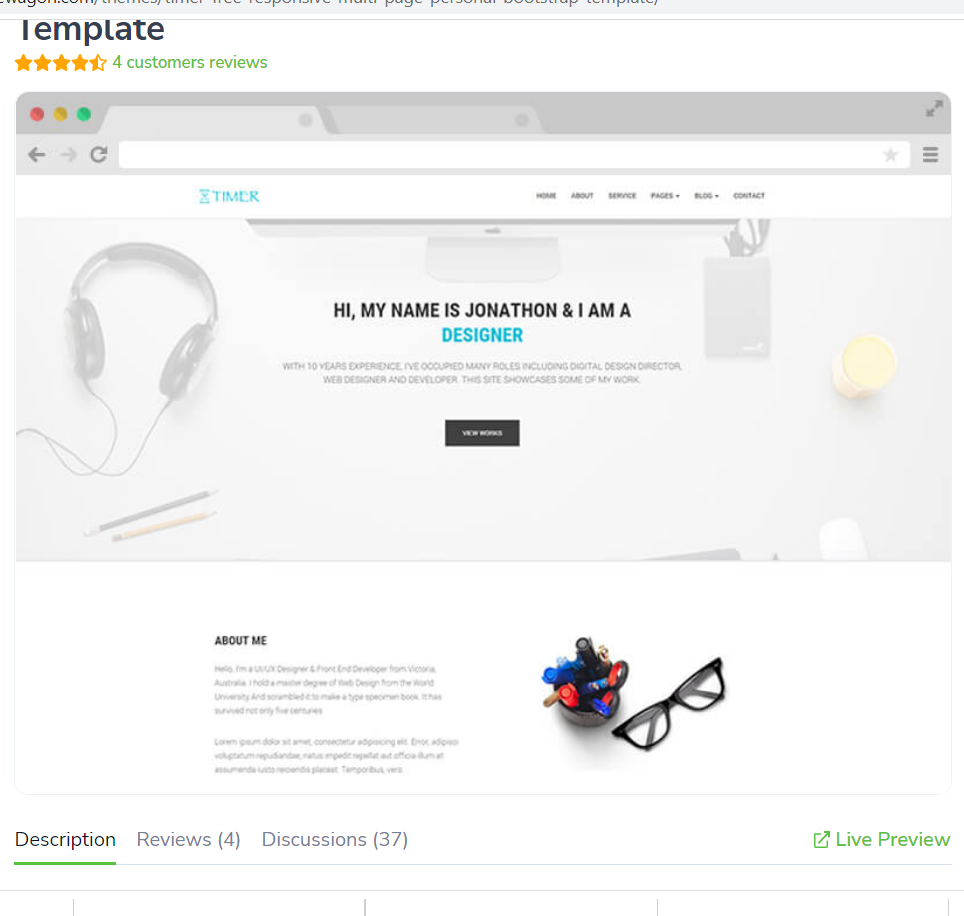 ewagon.com/themes/timer-free-responsive-multi-page-personal-bootstrap-template/
Template
4 customers reviews
TIMER
HOME ABOUT SERVICE PAGES BLOG CONTACT
HI, MY NAME IS JONATHON & I AM A
DESIGNER
WITH 10 YEARS EXPERIENCE, I'VE OCCUPIED MANY ROLES INCLUDING DIGITAL DESIGN DIRECTOR,
WEB DESIGNER AND DEVELOPER. THIS SITE SHOWCASES SOME OF MY WORK.
VIEW WORKS
ABOUT ME
Hello, I'm a UI/UX Designer & Front End Developer from Victoria,
Australia. I hold a master degree of Web Design from the World
University.And scrambled it to make a type specimen book. It has
survived not only five centuries
Lorem ipsum dolor sit amet, consectetur adipisicing elit. Error, adipisci
voluptatum repudiandae, natus impedit repellat aut officia illum at
assumenda iusto reiciendis placeat. Temporibus, vero.
Description Reviews (4) Discussions (37) Live Preview